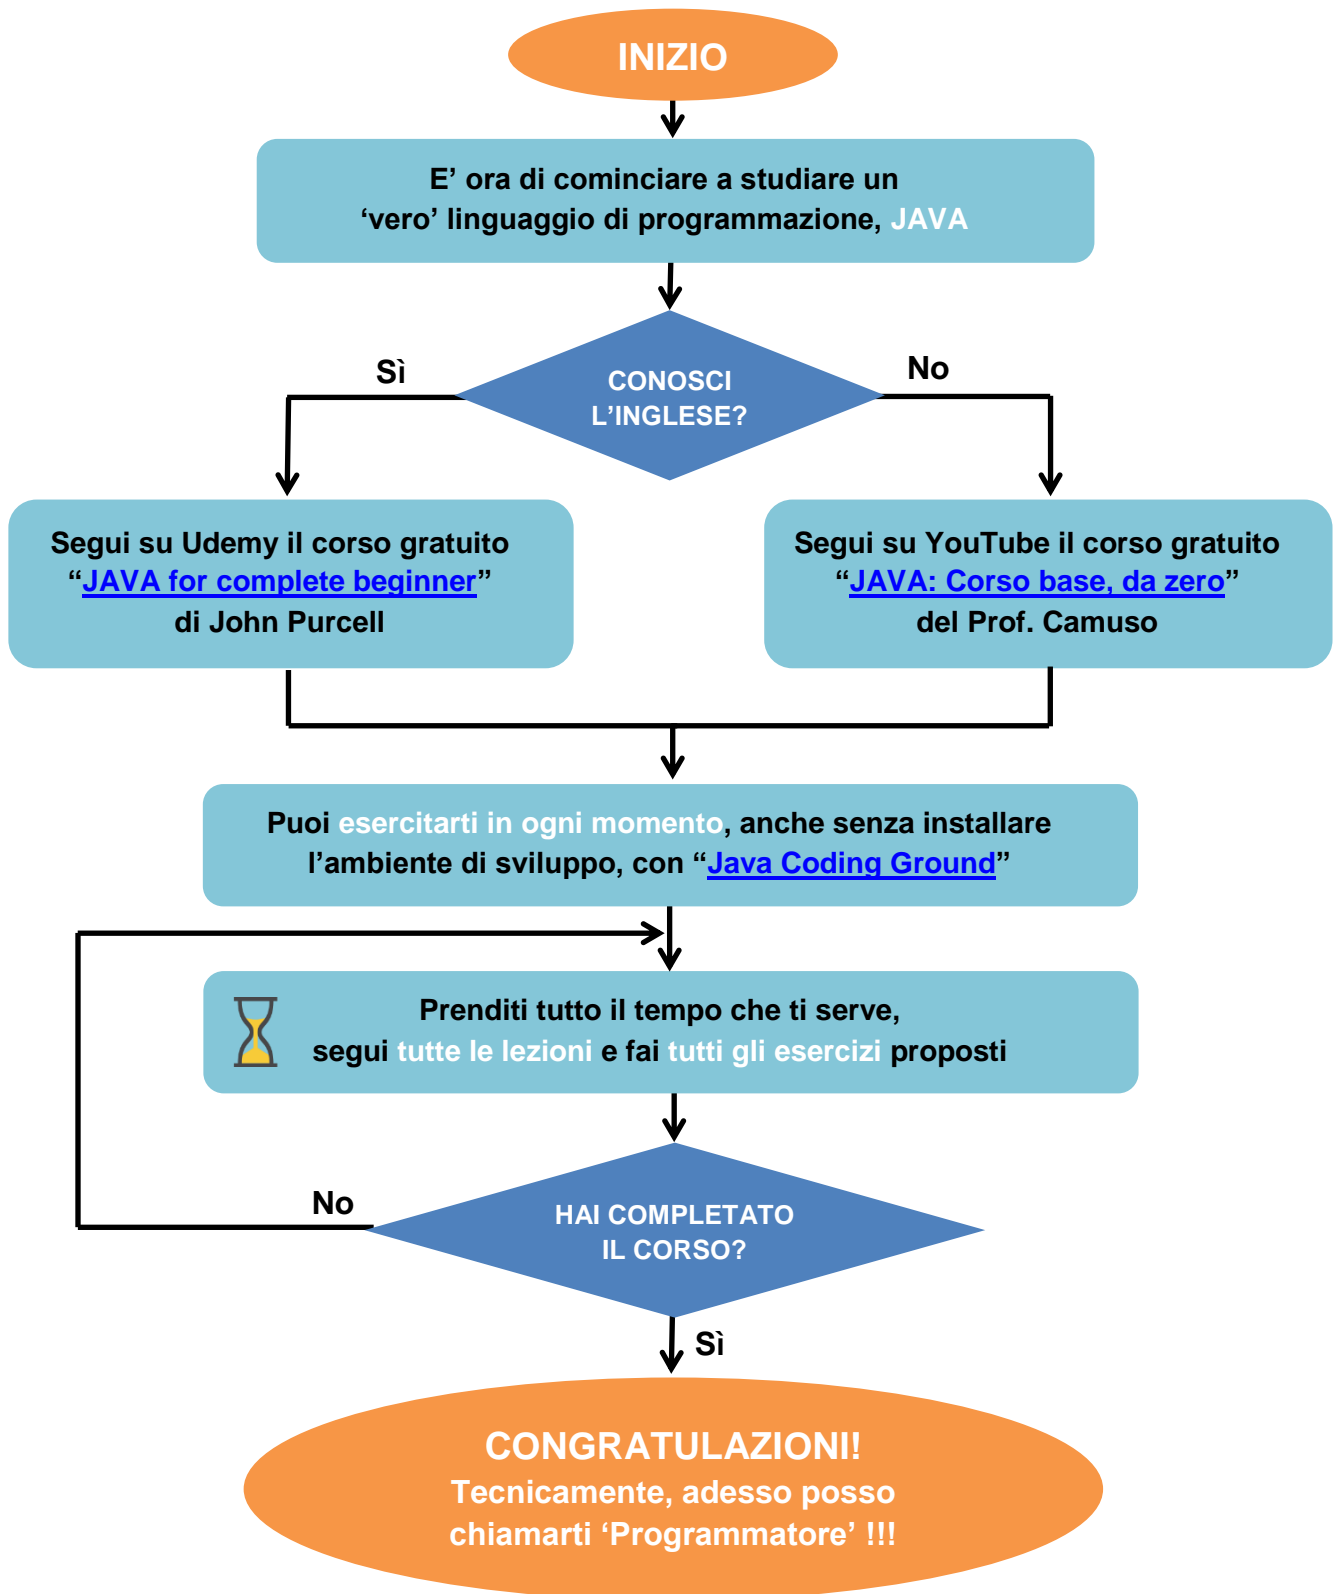 INIZIO
E’ ora di cominciare a studiare un
‘vero’ linguaggio di programmazione, JAVA
Sì
CONOSCI
L’INGLESE?
No
Segui su Udemy il corso gratuito
“JAVA for complete beginner”
di John Purcell
Segui su YouTube il corso gratuito
“JAVA: Corso base, da zero”
del Prof. Camuso
Puoi esercitarti in ogni momento, anche senza installare
l’ambiente di sviluppo, con “Java Coding Ground”
Prenditi tutto il tempo che ti serve,
segui tutte le lezioni e fai tutti gli esercizi proposti
No
HAI COMPLETATO
IL CORSO?
Sì
CONGRATULAZIONI!
Tecnicamente, adesso posso
chiamarti ‘Programmatore’ !!!